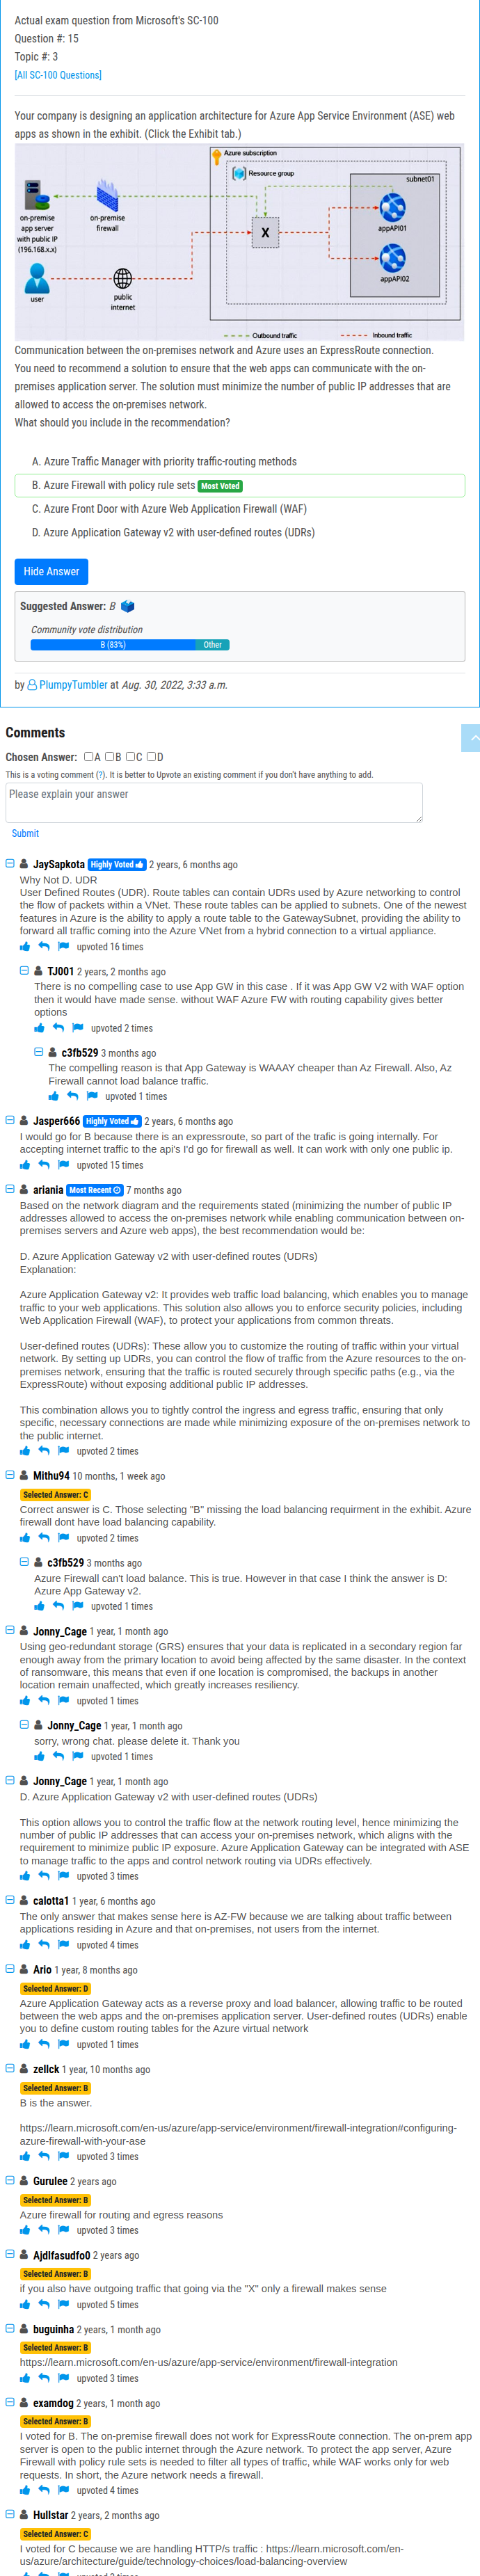 Actual exam question from Microsoft's SC-100
Question #: 15
Topic #: 3
[All SC-100 Questions]
Your company is designing an application architecture for Azure App Service Environment (ASE) web
apps as shown in the exhibit. (Click the Exhibit tab.)
Azure subscription
Resource group
subnet01
on-premise
app server
with public IP
(196.168.x.x)
on-premise
firewall
X
appAPI01
appAPI02
user
public
internet
Outbound traffic
Inbound traffic
Communication between the on-premises network and Azure uses an ExpressRoute connection.
You need to recommend a solution to ensure that the web apps can communicate with the on-
premises application server. The solution must minimize the number of public IP addresses that are
allowed to access the on-premises network.
What should you include in the recommendation?
A. Azure Traffic Manager with priority traffic-routing methods
B. Azure Firewall with policy rule sets Most Voted
C. Azure Front Door with Azure Web Application Firewall (WAF)
D. Azure Application Gateway v2 with user-defined routes (UDRs)
Hide Answer
Suggested Answer: B
Community vote distribution
B (83%) Other
by PlumpyTumbler at Aug. 30, 2022, 3:33 a.m.
Comments
Chosen Answer: A B C D
This is a voting comment (?). It is better to Upvote an existing comment if you don't have anything to add.
Please explain your answer
Submit
JaySapkota Highly Voted 2 years, 6 months ago
Why Not D. UDR
User Defined Routes (UDR). Route tables can contain UDRs used by Azure networking to control
the flow of packets within a VNet. These route tables can be applied to subnets. One of the newest
features in Azure is the ability to apply a route table to the GatewaySubnet, providing the ability to
forward all traffic coming into the Azure VNet from a hybrid connection to a virtual appliance.
upvoted 16 times
TJ001 2 years, 2 months ago
There is no compelling case to use App GW in this case . If it was App GW V2 with WAF option
then it would have made sense. without WAF Azure FW with routing capability gives better
options
upvoted 2 times
c3fb529 3 months ago
The compelling reason is that App Gateway is WAAAY cheaper than Az Firewall. Also, Az
Firewall cannot load balance traffic.
upvoted 1 times
Jasper666 Highly Voted 2 years, 6 months ago
I would go for B because there is an expressroute, so part of the trafic is going internally. For
accepting internet traffic to the api's I'd go for firewall as well. It can work with only one public ip.
upvoted 15 times
ariania Most Recent 7 months ago
Based on the network diagram and the requirements stated (minimizing the number of public IP
addresses allowed to access the on-premises network while enabling communication between on-
premises servers and Azure web apps), the best recommendation would be:
D. Azure Application Gateway v2 with user-defined routes (UDRs)
Explanation:
Azure Application Gateway v2: It provides web traffic load balancing, which enables you to manage
traffic to your web applications. This solution also allows you to enforce security policies, including
Web Application Firewall (WAF), to protect your applications from common threats.
User-defined routes (UDRs): These allow you to customize the routing of traffic within your virtual
network. By setting up UDRs, you can control the flow of traffic from the Azure resources to the on-
premises network, ensuring that the traffic is routed securely through specific paths (e.g., via the
ExpressRoute) without exposing additional public IP addresses.
This combination allows you to tightly control the ingress and egress traffic, ensuring that only
specific, necessary connections are made while minimizing exposure of the on-premises network to
the public internet.
upvoted 2 times
Mithu94 10 months, 1 week ago
Selected Answer: C
Correct answer is C. Those selecting "B" missing the load balancing requirment in the exhibit. Azure
firewall dont have load balancing capability.
upvoted 2 times
c3fb529 3 months ago
Azure Firewall can't load balance. This is true. However in that case I think the answer is D:
Azure App Gateway v2.
upvoted 1 times
Jonny_Cage 1 year, 1 month ago
Using geo-redundant storage (GRS) ensures that your data is replicated in a secondary region far
enough away from the primary location to avoid being affected by the same disaster. In the context
of ransomware, this means that even if one location is compromised, the backups in another
location remain unaffected, which greatly increases resiliency.
upvoted 1 times
Jonny_Cage 1 year, 1 month ago
sorry, wrong chat. please delete it. Thank you
upvoted 1 times
Jonny_Cage 1 year, 1 month ago
D. Azure Application Gateway v2 with user-defined routes (UDRs)
This option allows you to control the traffic flow at the network routing level, hence minimizing the
number of public IP addresses that can access your on-premises network, which aligns with the
requirement to minimize public IP exposure. Azure Application Gateway can be integrated with ASE
to manage traffic to the apps and control network routing via UDRs effectively.
upvoted 3 times
calotta1 1 year, 6 months ago
The only answer that makes sense here is AZ-FW because we are talking about traffic between
applications residing in Azure and that on-premises, not users from the internet.
upvoted 4 times
Ario 1 year, 8 months ago
Selected Answer: D
Azure Application Gateway acts as a reverse proxy and load balancer, allowing traffic to be routed
between the web apps and the on-premises application server. User-defined routes (UDRs) enable
you to define custom routing tables for the Azure virtual network
upvoted 1 times
zellck 1 year, 10 months ago
Selected Answer: B
B is the answer.
https://learn.microsoft.com/en-us/azure/app-service/environment/firewall-integration#configuring-
azure-firewall-with-your-ase
upvoted 3 times
Gurulee 2 years ago
Selected Answer: B
Azure firewall for routing and egress reasons
upvoted 3 times
Ajdlfasudfo0 2 years ago
Selected Answer: B
if you also have outgoing traffic that going via the "X" only a firewall makes sense
upvoted 5 times
buguinha 2 years, 1 month ago
Selected Answer: B
https://learn.microsoft.com/en-us/azure/app-service/environment/firewall-integration
upvoted 3 times
examdog 2 years, 1 month ago
Selected Answer: B
I voted for B. The on-premise firewall does not work for ExpressRoute connection. The on-prem app
server is open to the public internet through the Azure network. To protect the app server, Azure
Firewall with policy rule sets is needed to filter all types of traffic, while WAF works only for web
requests. In short, the Azure network needs a firewall.
upvoted 4 times
Hullstar 2 years, 2 months ago
Selected Answer: C
I voted for C because we are handling HTTP/s traffic : https://learn.microsoft.com/en-
us/azure/architecture/guide/technology-choices/load-balancing-overview